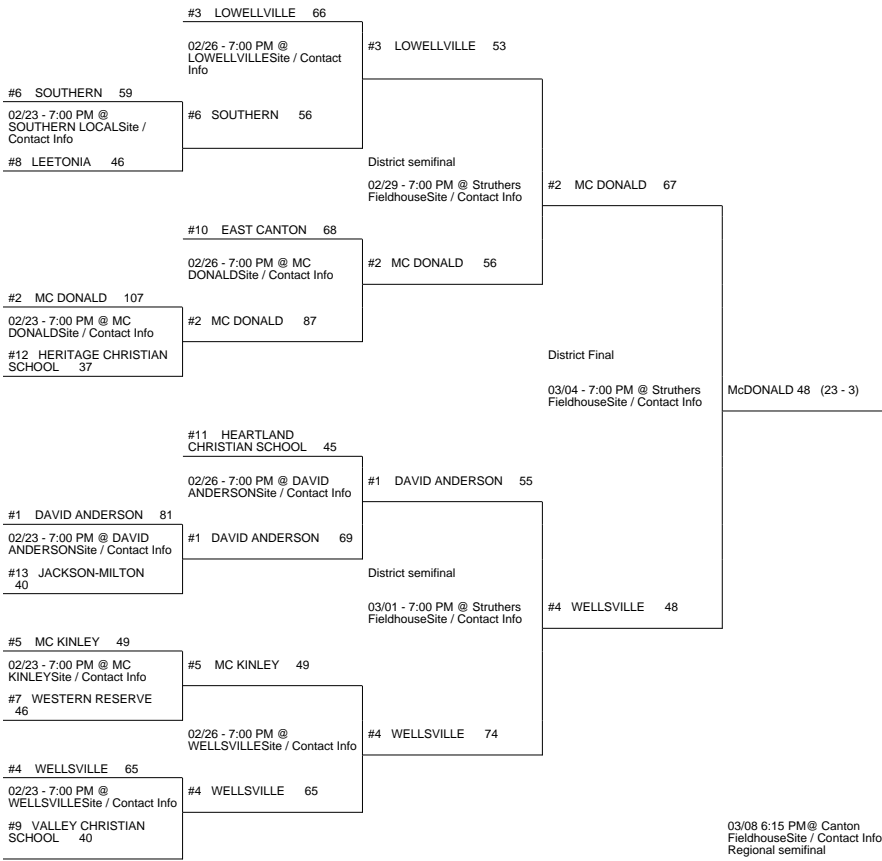 #3 LOWELLVILLE 66
02/26 - 7:00 PM @
LOWELLVILLESite / Contact
Info
#3 LOWELLVILLE 53
#6 SOUTHERN 59
02/23 - 7:00 PM @
SOUTHERN LOCALSite /
Contact Info
#8 LEETONIA 46
#6 SOUTHERN 56
District semifinal
02/29 - 7:00 PM @ Struthers
FieldhouseSite / Contact Info
#2 MC DONALD 67
#10 EAST CANTON 68
02/26 - 7:00 PM @ MC
DONALDSite / Contact Info
#2 MC DONALD 56
#2 MC DONALD 107
02/23 - 7:00 PM @ MC
DONALDSite / Contact Info
#12 HERITAGE CHRISTIAN
SCHOOL 37
#2 MC DONALD 87
District Final
03/04 - 7:00 PM @ Struthers
FieldhouseSite / Contact Info
McDONALD 48 (23 - 3)
#11 HEARTLAND
CHRISTIAN SCHOOL 45
02/26 - 7:00 PM @ DAVID
ANDERSONSite / Contact Info
#1 DAVID ANDERSON 55
#1 DAVID ANDERSON 81
02/23 - 7:00 PM @ DAVID
ANDERSONSite / Contact Info
#13 JACKSON-MILTON
40
#1 DAVID ANDERSON 69
District semifinal
03/01 - 7:00 PM @ Struthers
FieldhouseSite / Contact Info
#4 WELLSVILLE 48
#5 MC KINLEY 49
02/23 - 7:00 PM @ MC
KINLEYSite / Contact Info
#7 WESTERN RESERVE
46
#5 MC KINLEY 49
02/26 - 7:00 PM @
WELLSVILLESite / Contact Info
#4 WELLSVILLE 74
#4 WELLSVILLE 65
02/23 - 7:00 PM @
WELLSVILLESite / Contact Info
#9 VALLEY CHRISTIAN
SCHOOL 40
#4 WELLSVILLE 65
03/08 6:15 PM@ Canton
FieldhouseSite / Contact Info
Regional semifinal